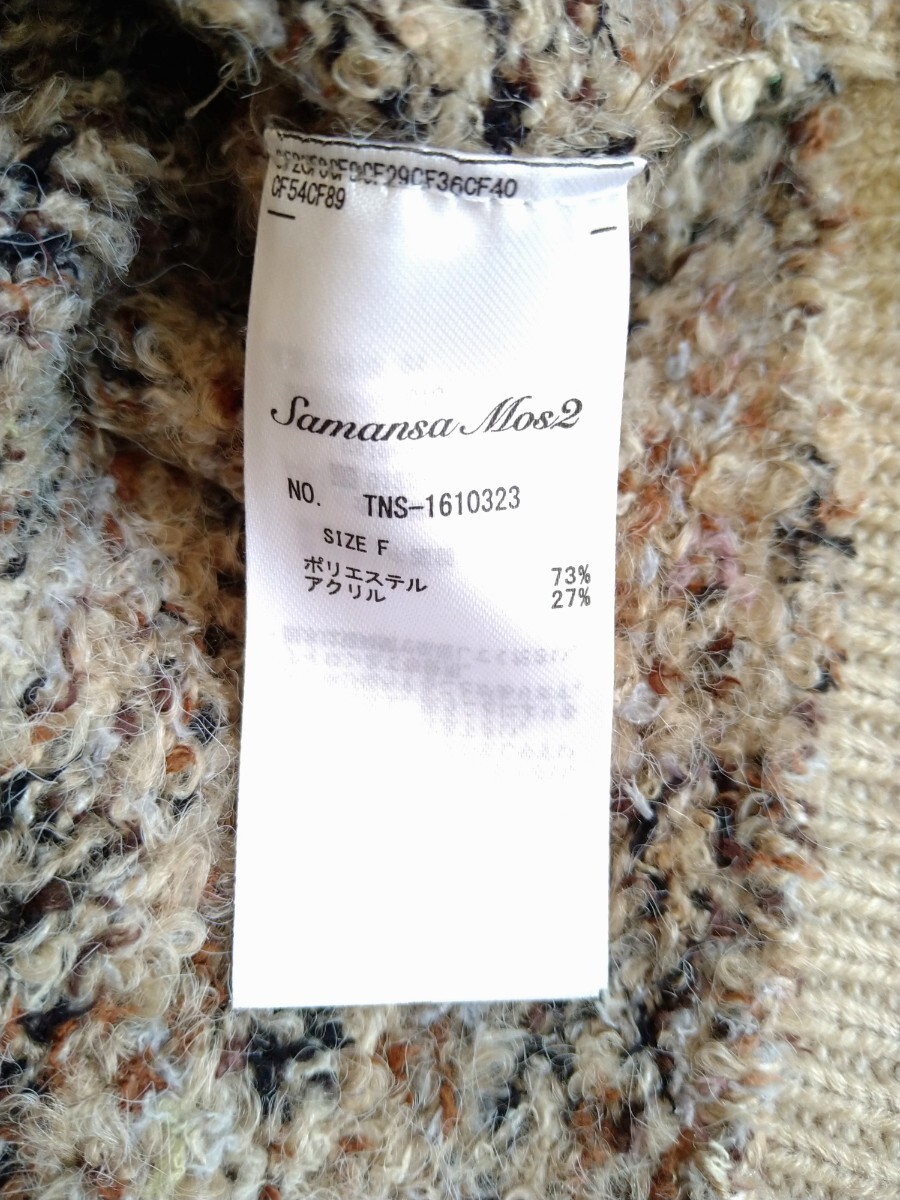 CF29CF36CF40
CF54CF89
Samansa Mos2
NO. TNS-1610323
SIZE F
ポリエステル 73%
アクリル 27%